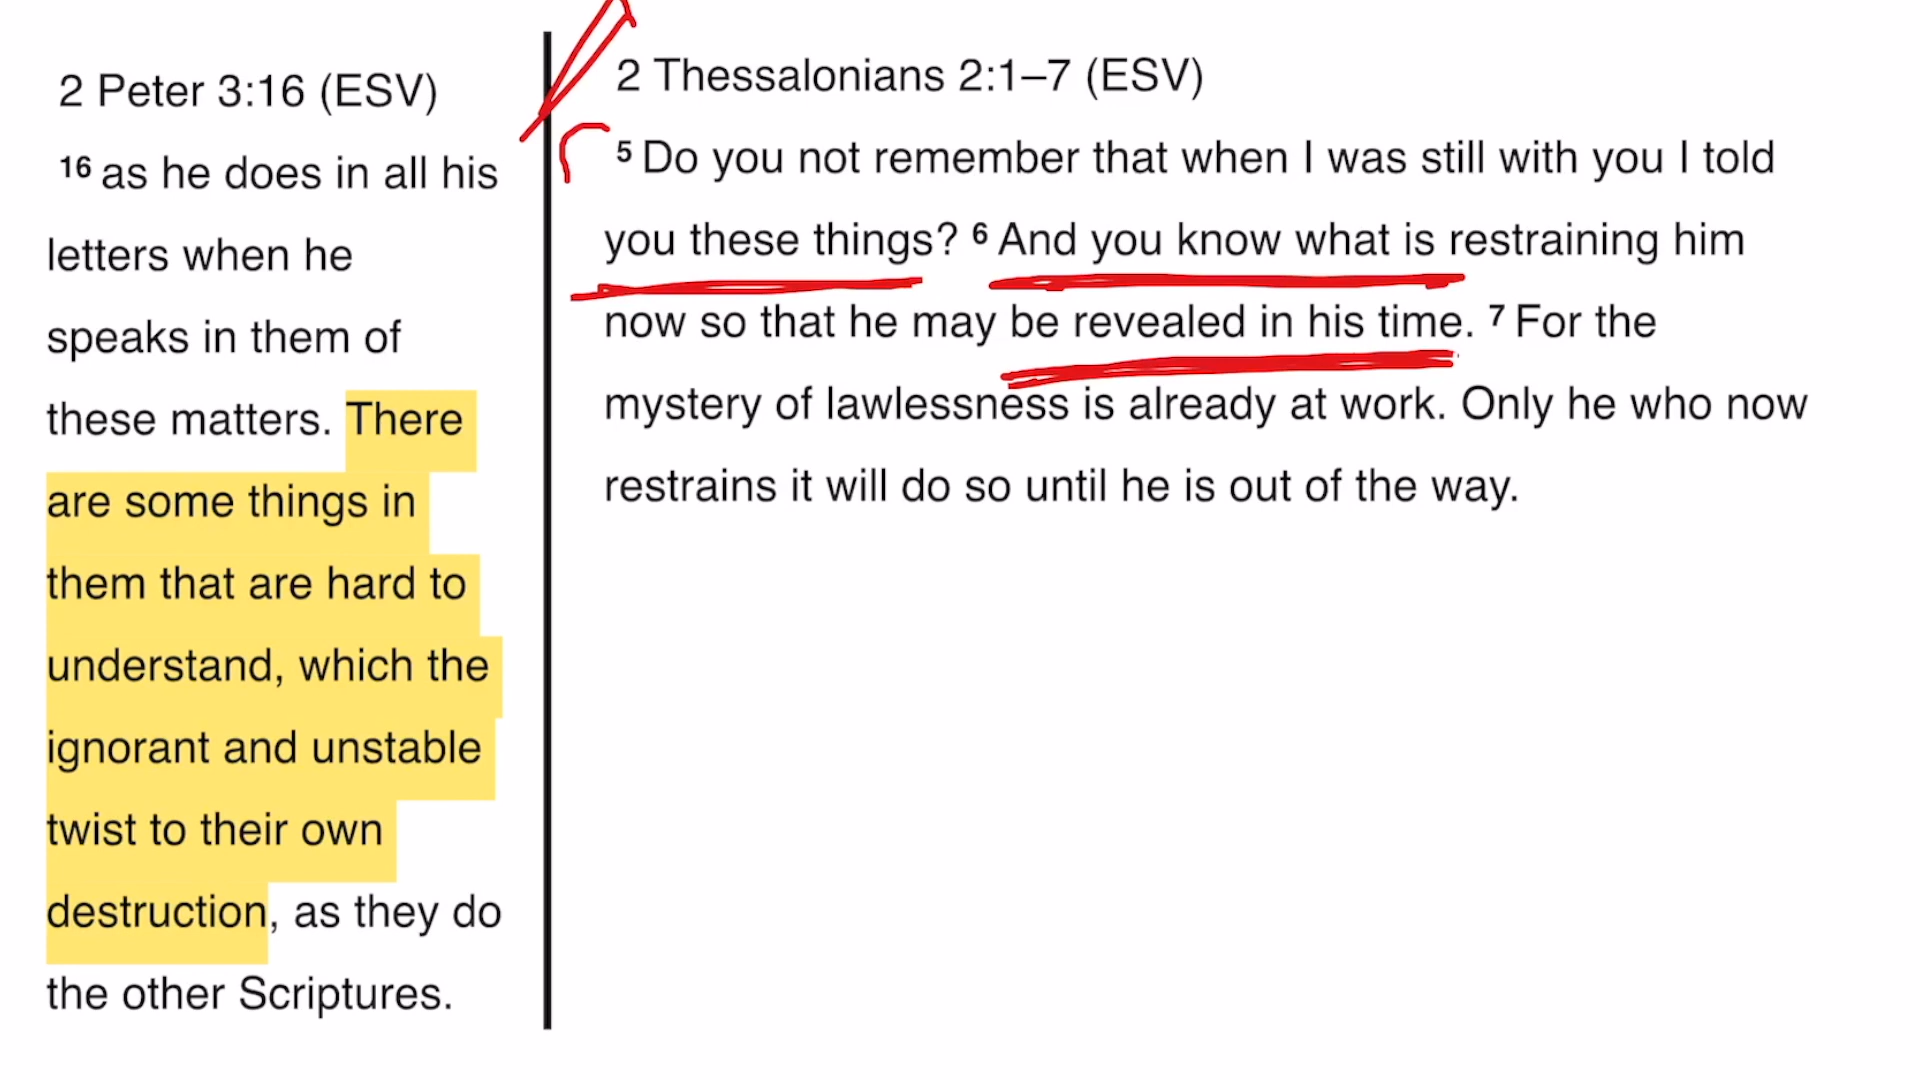 2 Peter 3:16 (ESV)
16 as he does in all his
letters when he
speaks in them of
these matters. There
are some things in
them that are hard to
understand, which the
ignorant and unstable
twist to their own
destruction, as they do
the other Scriptures.
2 Thessalonians 2:1–7 (ESV)
5 Do you not remember that when I was still with you I told
you these things? 6 And you know what is restraining him
now so that he may be revealed in his time. 7 For the
mystery of lawlessness is already at work. Only he who now
restrains it will do so until he is out of the way.